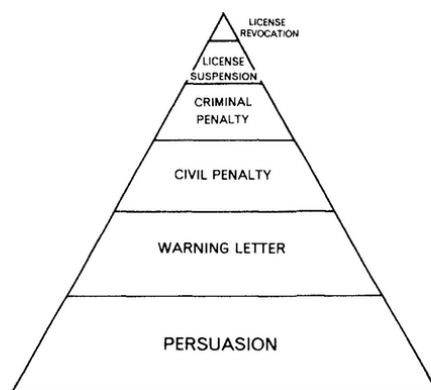 LICENSE
REVOCATION
LICENSE
SUSPENSION
CRIMINAL
PENALTY
CIVIL PENALTY
WARNING LETTER
PERSUASION